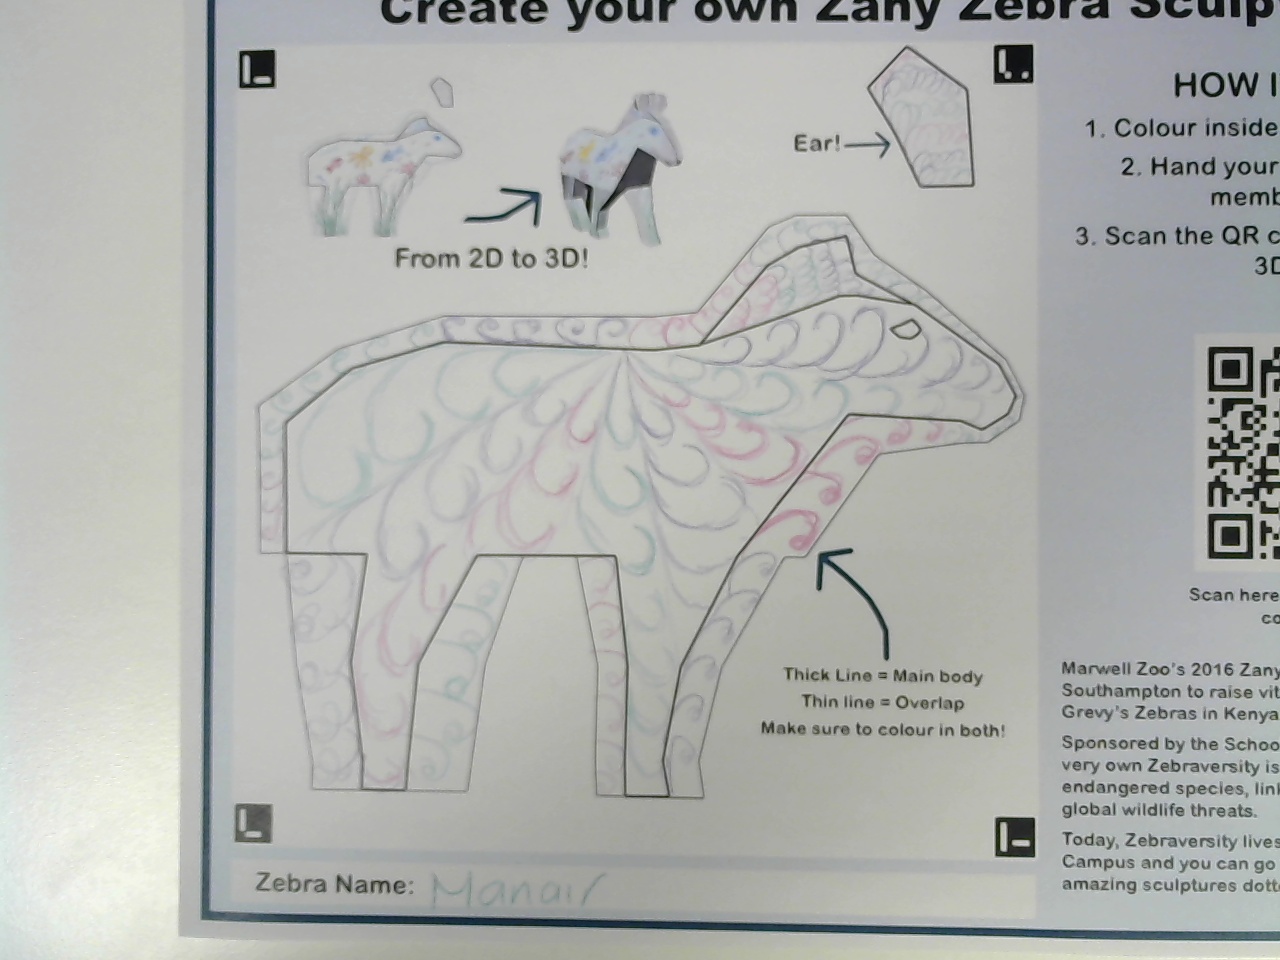 Create your own Zany Zebra Sculp
HOW I
1. Colour inside
2. Hand your
memb
3. Scan the QR c
3D
Ear!
From 2D to 3D!
Scan here
co
Thick Line = Main body
Thin line = Overlap
Make sure to colour in both!
Marwell Zoo's 2016 Zany
Southampton to raise vit
Grevy's Zebras in Kenya
Sponsored by the Schoo
very own Zebraversity is
endangered species, link
global wildlife threats.
Today, Zebraversity lives
Campus and you can go
amazing sculptures dott
Zebra Name: Manair